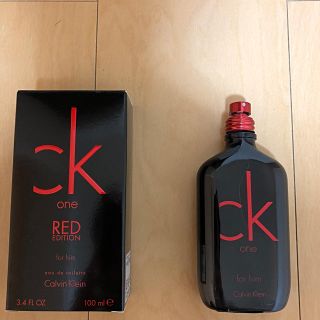 ck
one
RED
EDITION
for him
eau de toilette
Calvin Klein
3.4 FL OZ 100 ml e
ck
one
for him
Calvin Klein